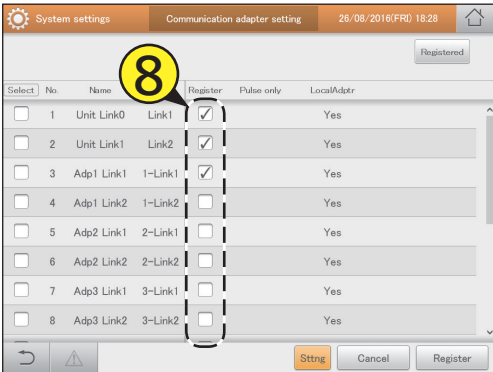 System settings Communication adapter setting 26/08/2016(FRI) 18:28
Registered
8
Select No. Name Register Pulse only LocalAdptr
1 Unit Link0 Link1 Yes
2 Unit Link1 Link2 Yes
3 Adp1 Link1 1-Link1 Yes
4 Adp1 Link2 1-Link2 Yes
5 Adp2 Link1 2-Link1 Yes
6 Adp2 Link2 2-Link2 Yes
7 Adp3 Link1 3-Link1 Yes
8 Adp3 Link2 3-Link2 Yes
Sttng Cancel Register